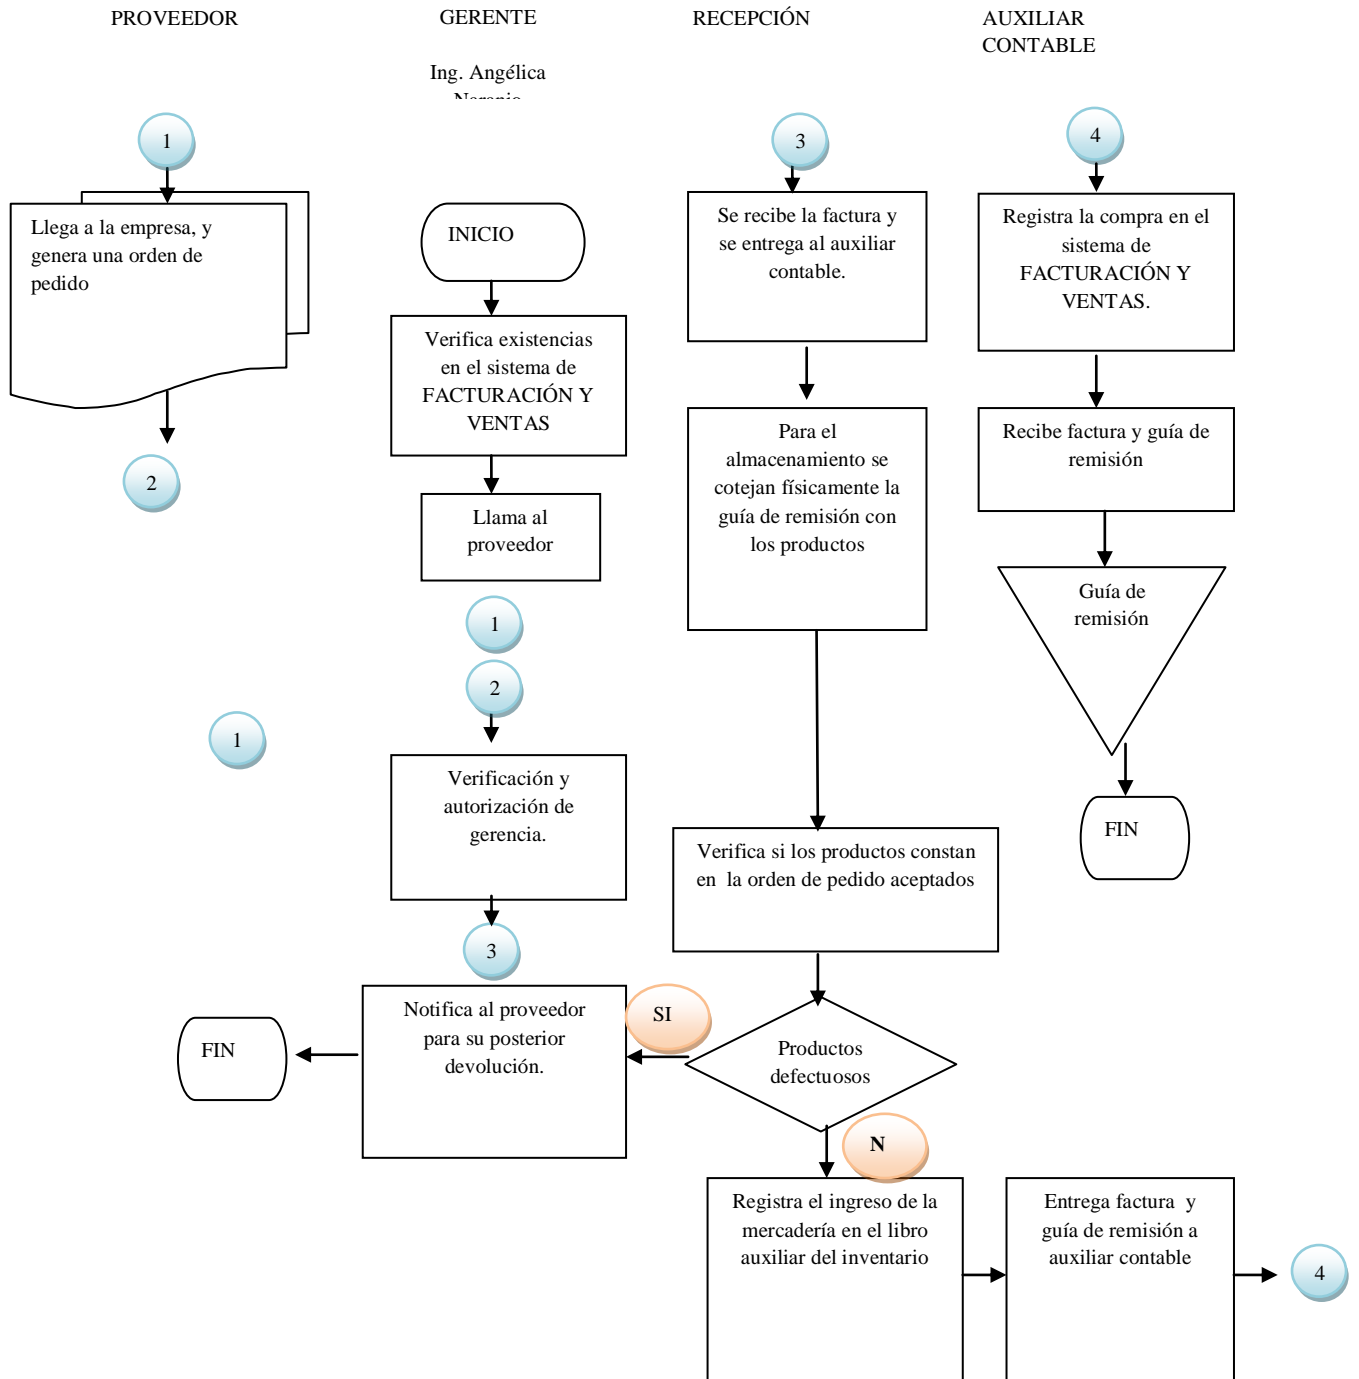 PROVEEDOR
GERENTE
RECEPCIÓN
AUXILIAR
CONTABLE
Ing. Angélica
1
Llega a la empresa, y
genera una orden de
pedido
2
INICIO
Verifica existencias
en el sistema de
FACTURACIÓN Y
VENTAS
Llama al
proveedor
1
2
1
Verificación y
autorización de
gerencia.
3
Notifica al proveedor
para su posterior
devolución.
FIN
3
Se recibe la factura y
se entrega al auxiliar
contable.
Para el
almacenamiento se
cotejan físicamente la
guía de remisión con
los productos
Verifica si los productos constan
en la orden de pedido aceptados
SI
Productos
defectuosos
N
Registra el ingreso de la
mercadería en el libro
auxiliar del inventario
Entrega factura y
guía de remisión a
auxiliar contable
4
4
Registra la compra en el
sistema de
FACTURACIÓN Y
VENTAS.
Recibe factura y guía de
remisión
Guía de
remisión
FIN